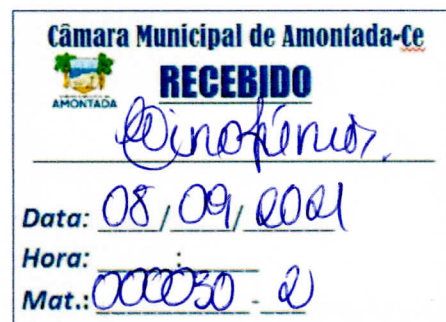 Câmara Municipal de Amontada-Ce
RECEBIDO
AMONTADA
Data: 08/09/2021
Hora: :
Mat.: 000030 - 2